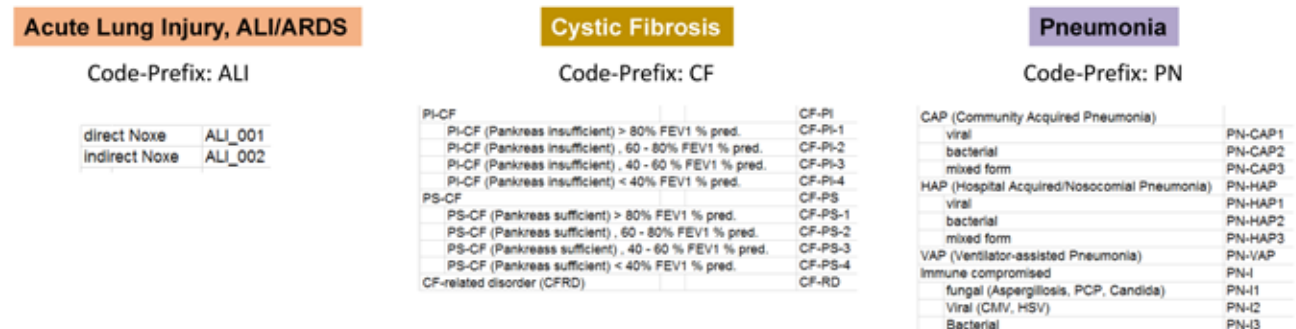 Acute Lung Injury, ALI/ARDS
Code-Prefix: ALI
direct Noxe ALI_001
indirect Noxe ALI_002
Cystic Fibrosis
Code-Prefix: CF
PI-CF CF-PI
PI-CF (Pankreas insufficient) > 80% FEV1 % pred. CF-PI-1
PI-CF (Pankreas insufficient) , 60 - 80% FEV1 % pred. CF-PI-2
PI-CF (Pankreas insufficient) , 40 - 60 % FEV1 % pred. CF-PI-3
PI-CF (Pankreas insufficient) < 40% FEV1 % pred. CF-PI-4
PS-CF CF-PS
PS-CF (Pankreas sufficient) > 80% FEV1 % pred. CF-PS-1
PS-CF (Pankreas sufficient) , 60 - 80% FEV1 % pred. CF-PS-2
PS-CF (Pankreass sufficient) , 40 - 60 % FEV1 % pred. CF-PS-3
PS-CF (Pankreas sufficient) < 40% FEV1 % pred. CF-PS-4
CF-related disorder (CFRD) CF-RD
Pneumonia
Code-Prefix: PN
CAP (Community Acquired Pneumonia)
viral PN-CAP1
bacterial PN-CAP2
mixed form PN-CAP3
HAP (Hospital Acquired/Nosocomial Pneumonia) PN-HAP
viral PN-HAP1
bacterial PN-HAP2
mixed form PN-HAP3
VAP (Ventilator-assisted Pneumonia) PN-VAP
Immune compromised PN-I
fungal (Aspergillosis, PCP, Candida) PN-I1
Viral (CMV, HSV) PN-I2
Bacterial PN-I3